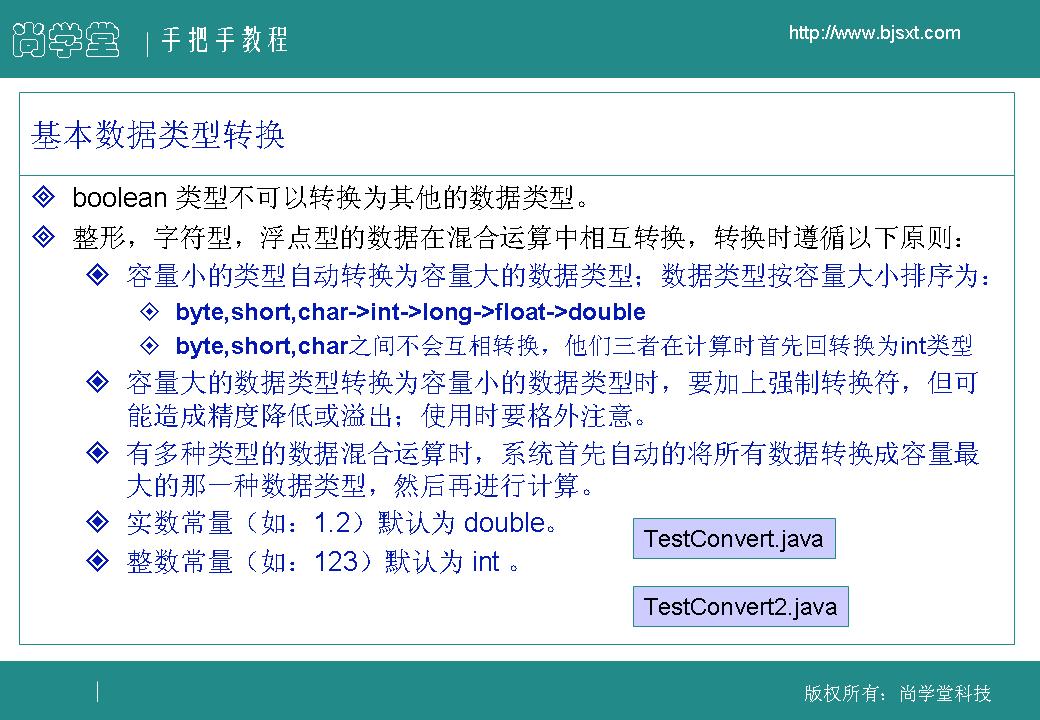 尚学堂
手把手教程
http://www.bjsxt.com
基本数据类型转换
boolean 类型不可以转换为其他的数据类型。
整形，字符型，浮点型的数据在混合运算中相互转换，转换时遵循以下原则：
容量小的类型自动转换为容量大的数据类型；数据类型按容量大小排序为：
byte,short,char->int->long->float->double
byte,short,char之间不会互相转换，他们三者在计算时首先回转换为int类型
容量大的数据类型转换为容量小的数据类型时，要加上强制转换符，但可
能造成精度降低或溢出；使用时要格外注意。
有多种类型的数据混合运算时，系统首先自动的将所有数据转换成容量最
大的那一种数据类型，然后再进行计算。
实数常量（如：1.2）默认为 double。
整数常量（如：123）默认为 int 。
TestConvert.java
TestConvert2.java
版权所有：尚学堂科技